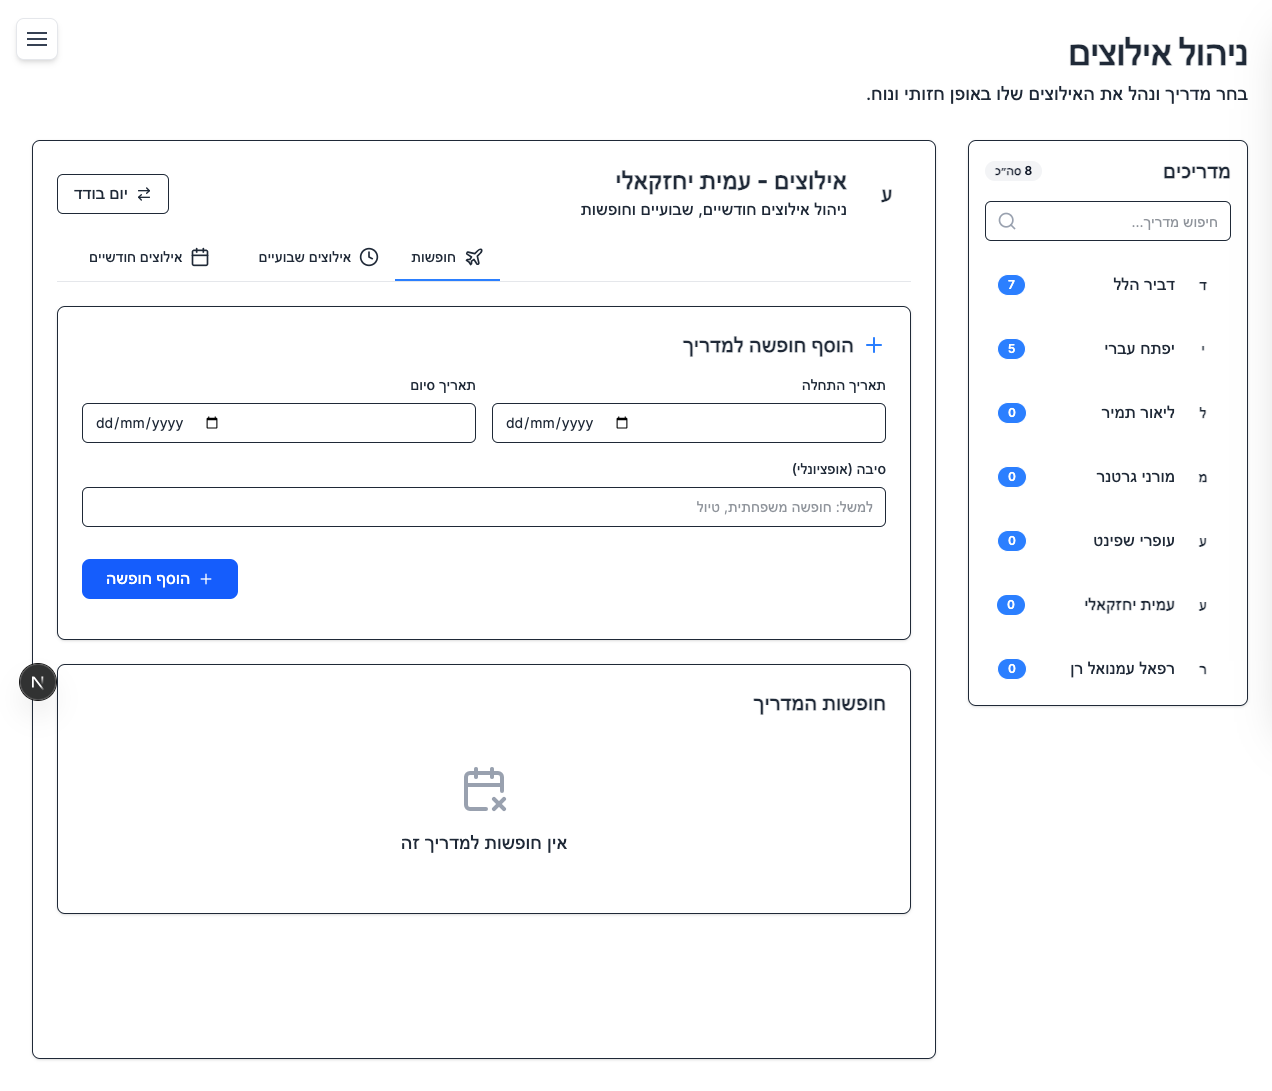 ניהול אילוצים
בחר מדריך ונהל את האילוצים שלו באופן חזותי ונוח.
מדריכים
8 סה״כ
חיפוש מדריך...
ד
דביר הלל
7
י
יפתח עברי
5
ל
ליאור תמיר
0
מ
מורני גרטנר
0
ע
עופרי שפינט
0
ע
עמית יחזקאלי
0
ר
רפאל עמנואל רן
0
ע
אילוצים - עמית יחזקאלי
ניהול אילוצים חודשיים, שבועיים וחופשות
יום בודד
חופשות
אילוצים שבועיים
אילוצים חודשיים
הוסף חופשה למדריך
תאריך התחלה
dd/mm/yyyy
תאריך סיום
dd/mm/yyyy
סיבה (אופציונלי)
למשל: חופשה משפחתית, טיול
הוסף חופשה
חופשות המדריך
אין חופשות למדריך זה
N